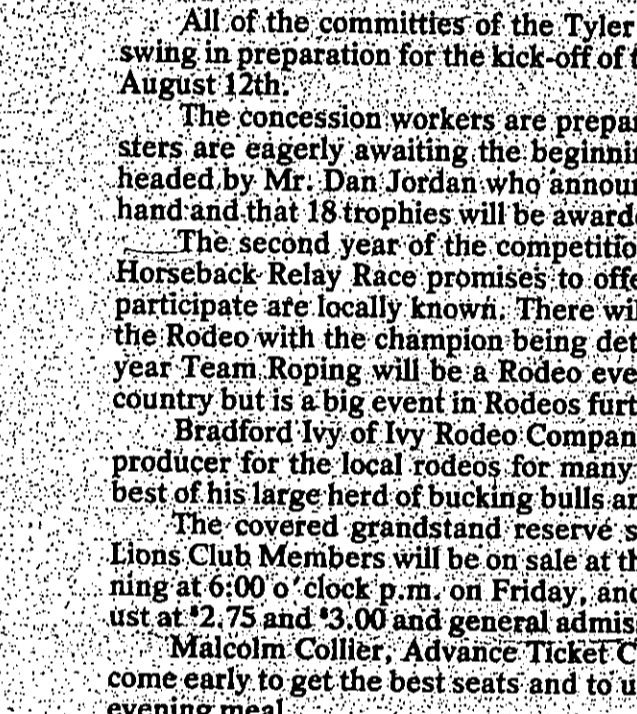 All of the committies of the Tyler
swing in preparation for the kick-off of t
August 12th.
The concession workers are prepar
sters are eagerly awaiting the beginnin
headed by Mr. Dan Jordan who announ
hand and that 18 trophies will be award
The second year of the competitio
Horseback Relay Race promises to offe
participate are locally known. There wil
the Rodeo with the champion being det
year Team Roping will be a Rodeo eve
country but is a big event in Rodeos furt
Bradford Ivy of Ivy Rodeo Compan
producer for the local rodeos for many
best of his large herd of bucking bulls an
The covered grandstand reserve s
Lions Club Members will be on sale at th
ning at 6:00 o'clock p.m. on Friday, and
ust at $2.75 and $3.00 and general admis
Malcolm Collier, Advance Ticket C
come early to get the best seats and to u
evening meal.